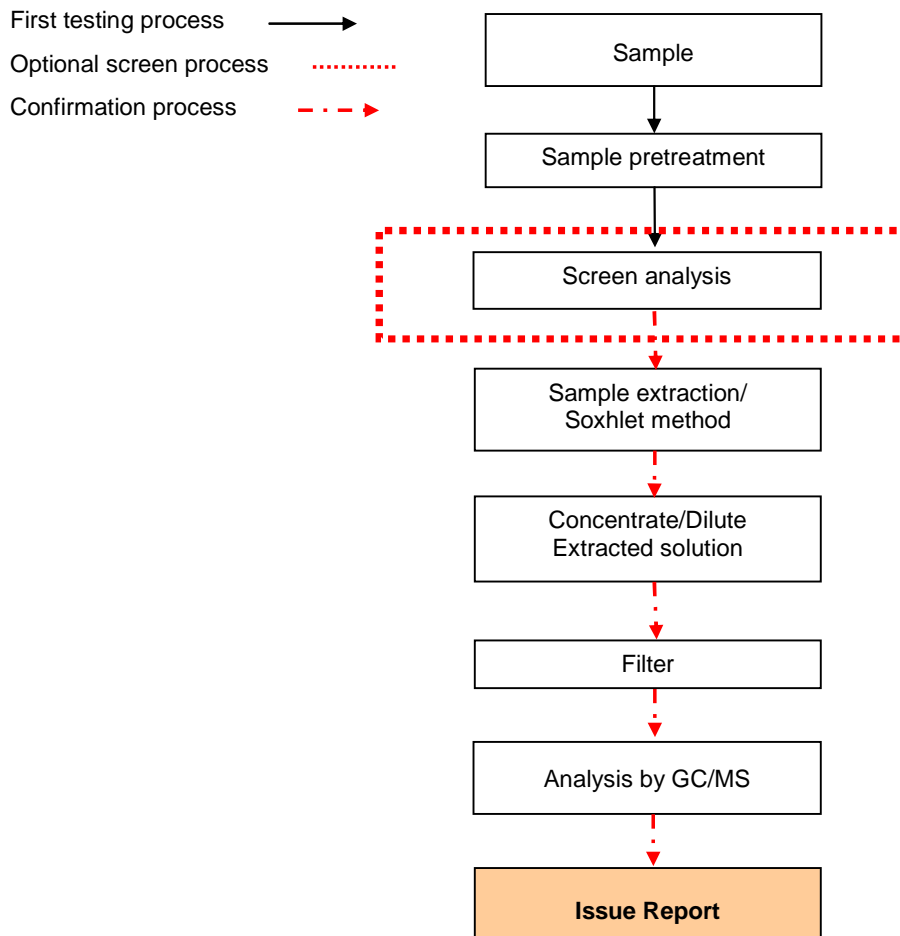 First testing process
Optional screen process
Confirmation process
Sample
Sample pretreatment
Screen analysis
Sample extraction/
Soxhlet method
Concentrate/Dilute
Extracted solution
Filter
Analysis by GC/MS
Issue Report